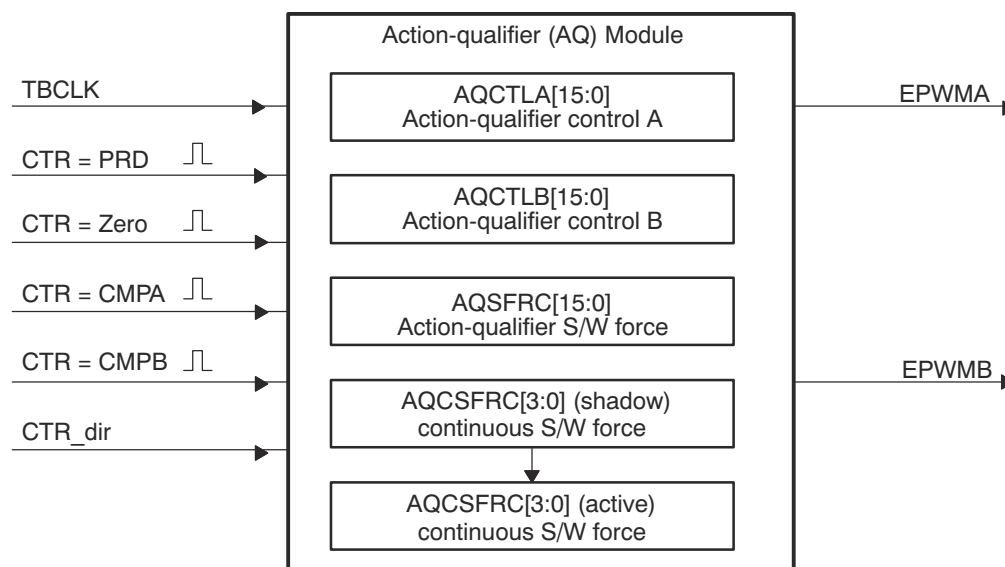 Action-qualifier (AQ) Module
TBCLK
CTR = PRD
CTR = Zero
CTR = CMPA
CTR = CMPB
CTR_dir
AQCTLA[15:0]
Action-qualifier control A
AQCTLB[15:0]
Action-qualifier control B
AQSFRC[15:0]
Action-qualifier S/W force
AQCSFRC[3:0] (shadow)
continuous S/W force
AQCSFRC[3:0] (active)
continuous S/W force
EPWMA
EPWMB